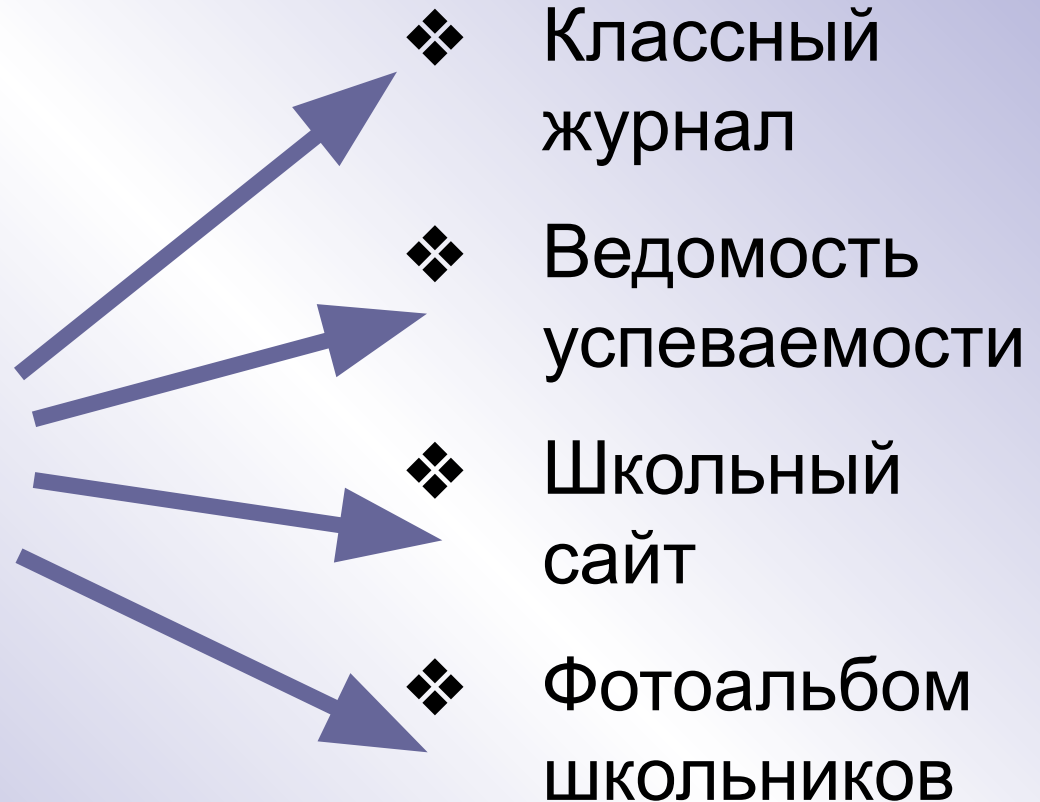 ❖ Классный
журнал
❖ Ведомость
успеваемости
❖ Школьный
сайт
❖ Фотоальбом
школьников